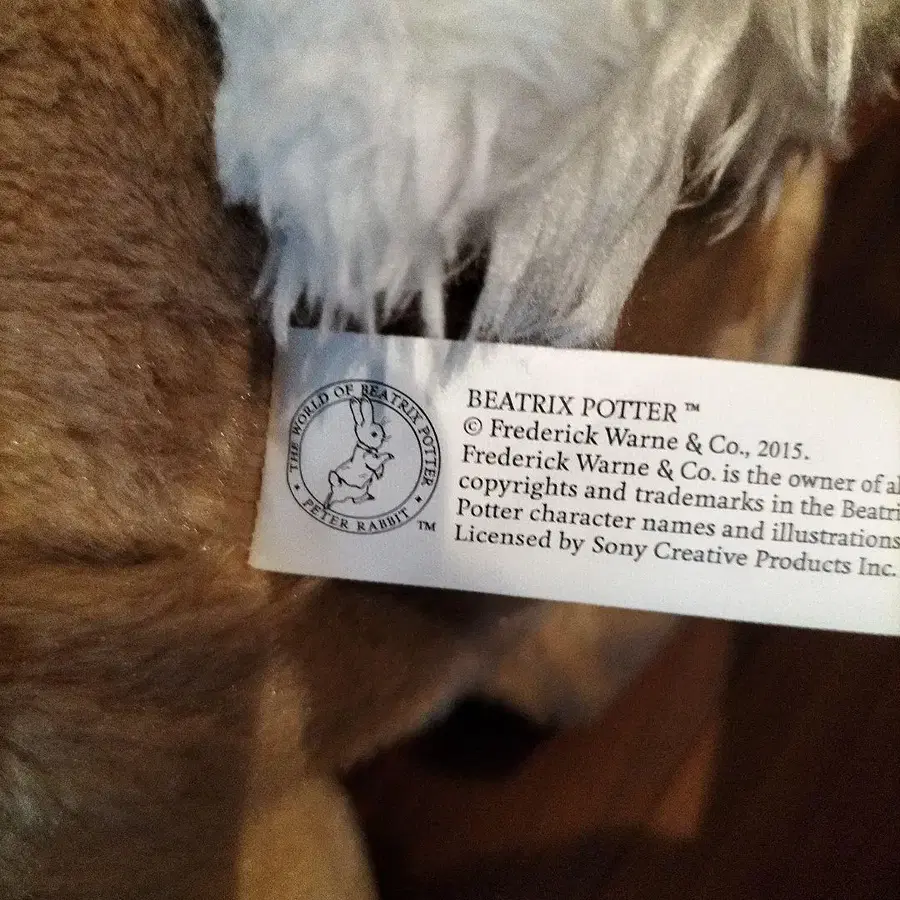 THE WORLD OF BEATRIX POTTER
★ PETER RABBIT ★ ™
BEATRIX POTTER ™
© Frederick Warne & Co., 2015.
Frederick Warne & Co. is the owner of
copyrights and trademarks in the
Potter character names and illustrations
Licensed by Sony Creative Products Inc.